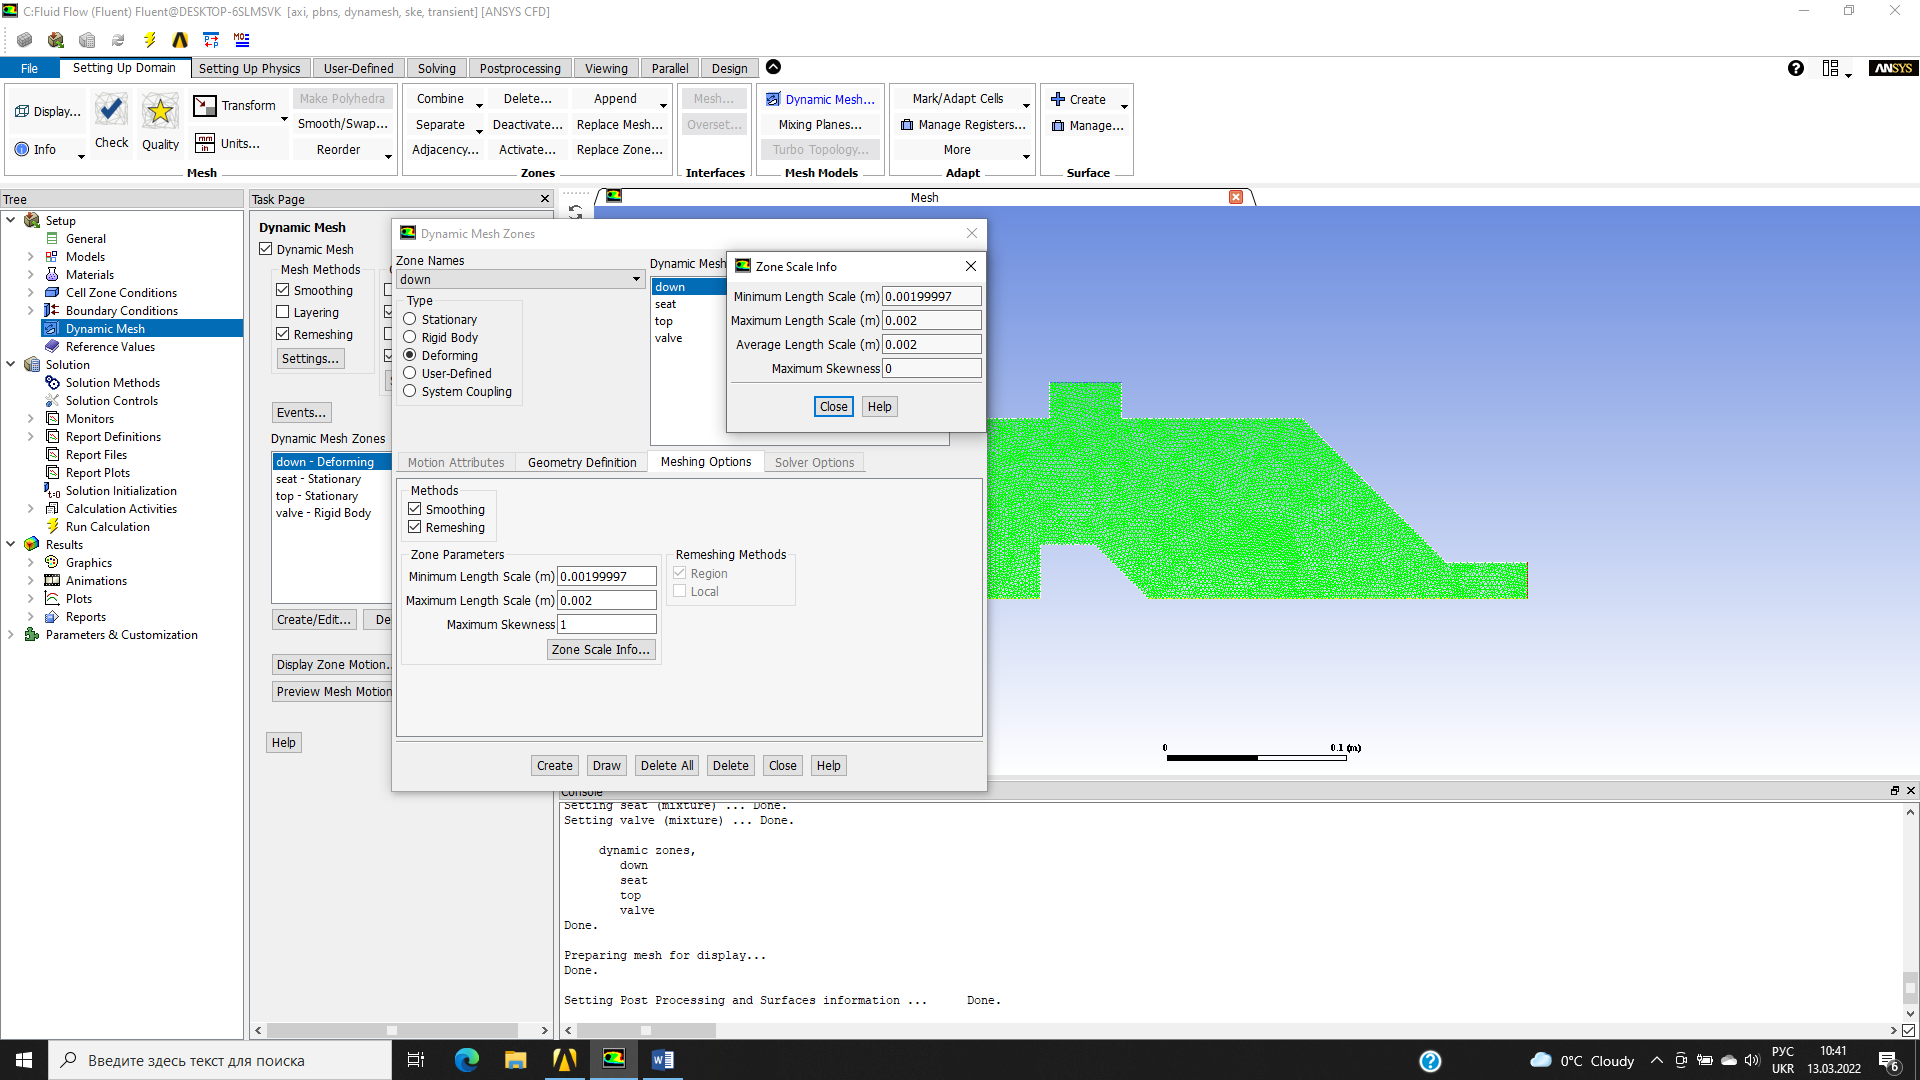 C:Fluid Flow (Fluent) Fluent@DESKTOP-6SLMSVK [axi, pbns, dynamesh, ske, transient] [ANSYS CFD]
File
Setting Up Domain
Setting Up Physics
User-Defined
Solving
Postprocessing
Viewing
Parallel
Design
ANSYS
Display...
Info
Check
Quality
Transform
Units...
Make Polyhedra
Smooth/Swap...
Reorder
Mesh
Combine
Separate
Adjacency...
Delete...
Deactivate...
Activate...
Append
Replace Mesh...
Replace Zone...
Zones
Mesh...
Overset...
Interfaces
Dynamic Mesh...
Mixing Planes...
Turbo Topology...
Mesh Models
Mark/Adapt Cells
Manage Registers...
More
Adapt
Create
Manage...
Surface
Tree
Setup
General
Models
Materials
Cell Zone Conditions
Boundary Conditions
Dynamic Mesh
Reference Values
Solution
Solution Methods
Solution Controls
Monitors
Report Definitions
Report Files
Report Plots
Solution Initialization
Calculation Activities
Run Calculation
Results
Graphics
Animations
Plots
Reports
Parameters & Customization
Task Page
Dynamic Mesh
Dynamic Mesh
Mesh Methods
Smoothing
Layering
Remeshing
Settings...
Events...
Dynamic Mesh Zones
down - Deforming
seat - Stationary
top - Stationary
valve - Rigid Body
Create/Edit...
De
Display Zone Motion..
Preview Mesh Motion
Help
Dynamic Mesh Zones
Zone Names
down
Type
Stationary
Rigid Body
Deforming
User-Defined
System Coupling
Dynamic Mesh
down
seat
top
valve
Motion Attributes
Geometry Definition
Meshing Options
Solver Options
Methods
Smoothing
Remeshing
Zone Parameters
Minimum Length Scale (m) 0.00199997
Maximum Length Scale (m) 0.002
Maximum Skewness 1
Zone Scale Info...
Remeshing Methods
Region
Local
Create
Draw
Delete All
Delete
Close
Help
Zone Scale Info
Minimum Length Scale (m) 0.00199997
Maximum Length Scale (m) 0.002
Average Length Scale (m) 0.002
Maximum Skewness 0
Close
Help
Mesh
0
0.1 (m)
Console
Setting seat (mixture) ... Done.
Setting valve (mixture) ... Done.
dynamic zones,
down
seat
top
valve
Done.
Preparing mesh for display...
Done.
Setting Post Processing and Surfaces information ... Done.
Введите здесь текст для поиска
0°C Cloudy
РУС
UKR
10:41
13.03.2022
6